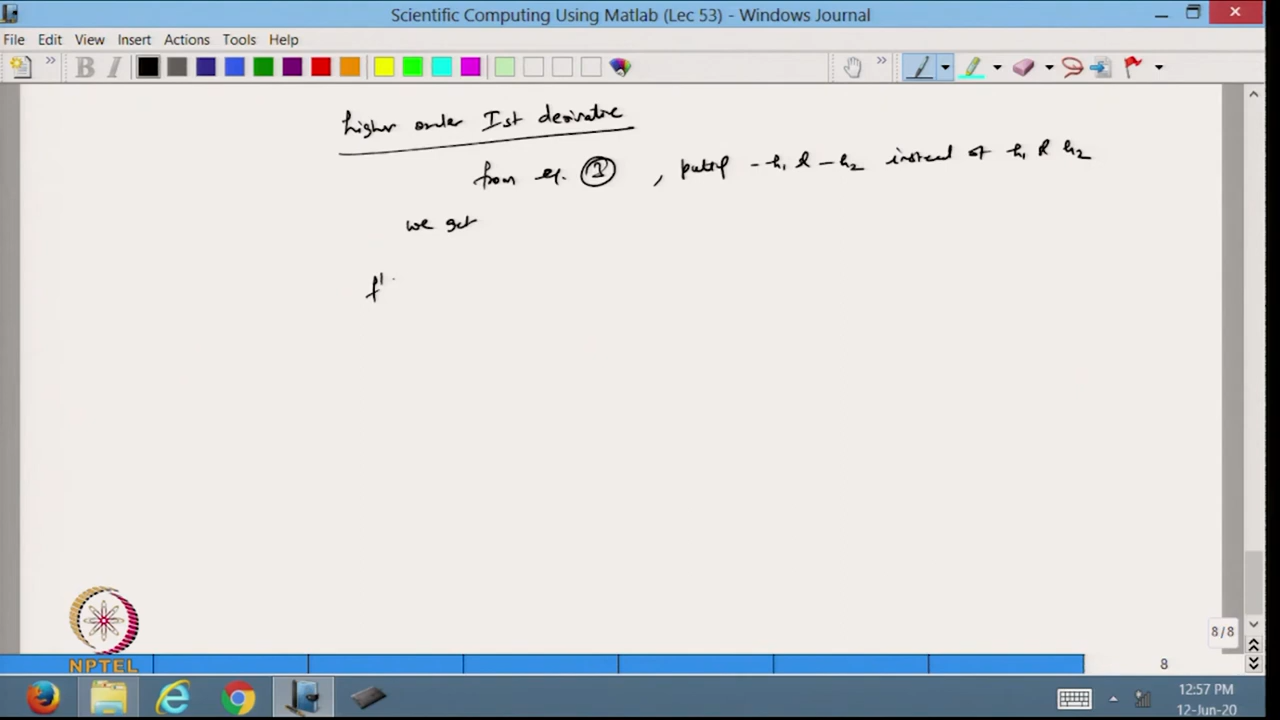 Scientific Computing Using Matlab (Lec 53) - Windows Journal
File Edit View Insert Actions Tools Help
higher order Ist derivative
from eq. (I), putting -h1 & -h2 instead of h1 & h2
we get
f'
8/8
NPTEL
8
12:57 PM
12-Jun-20